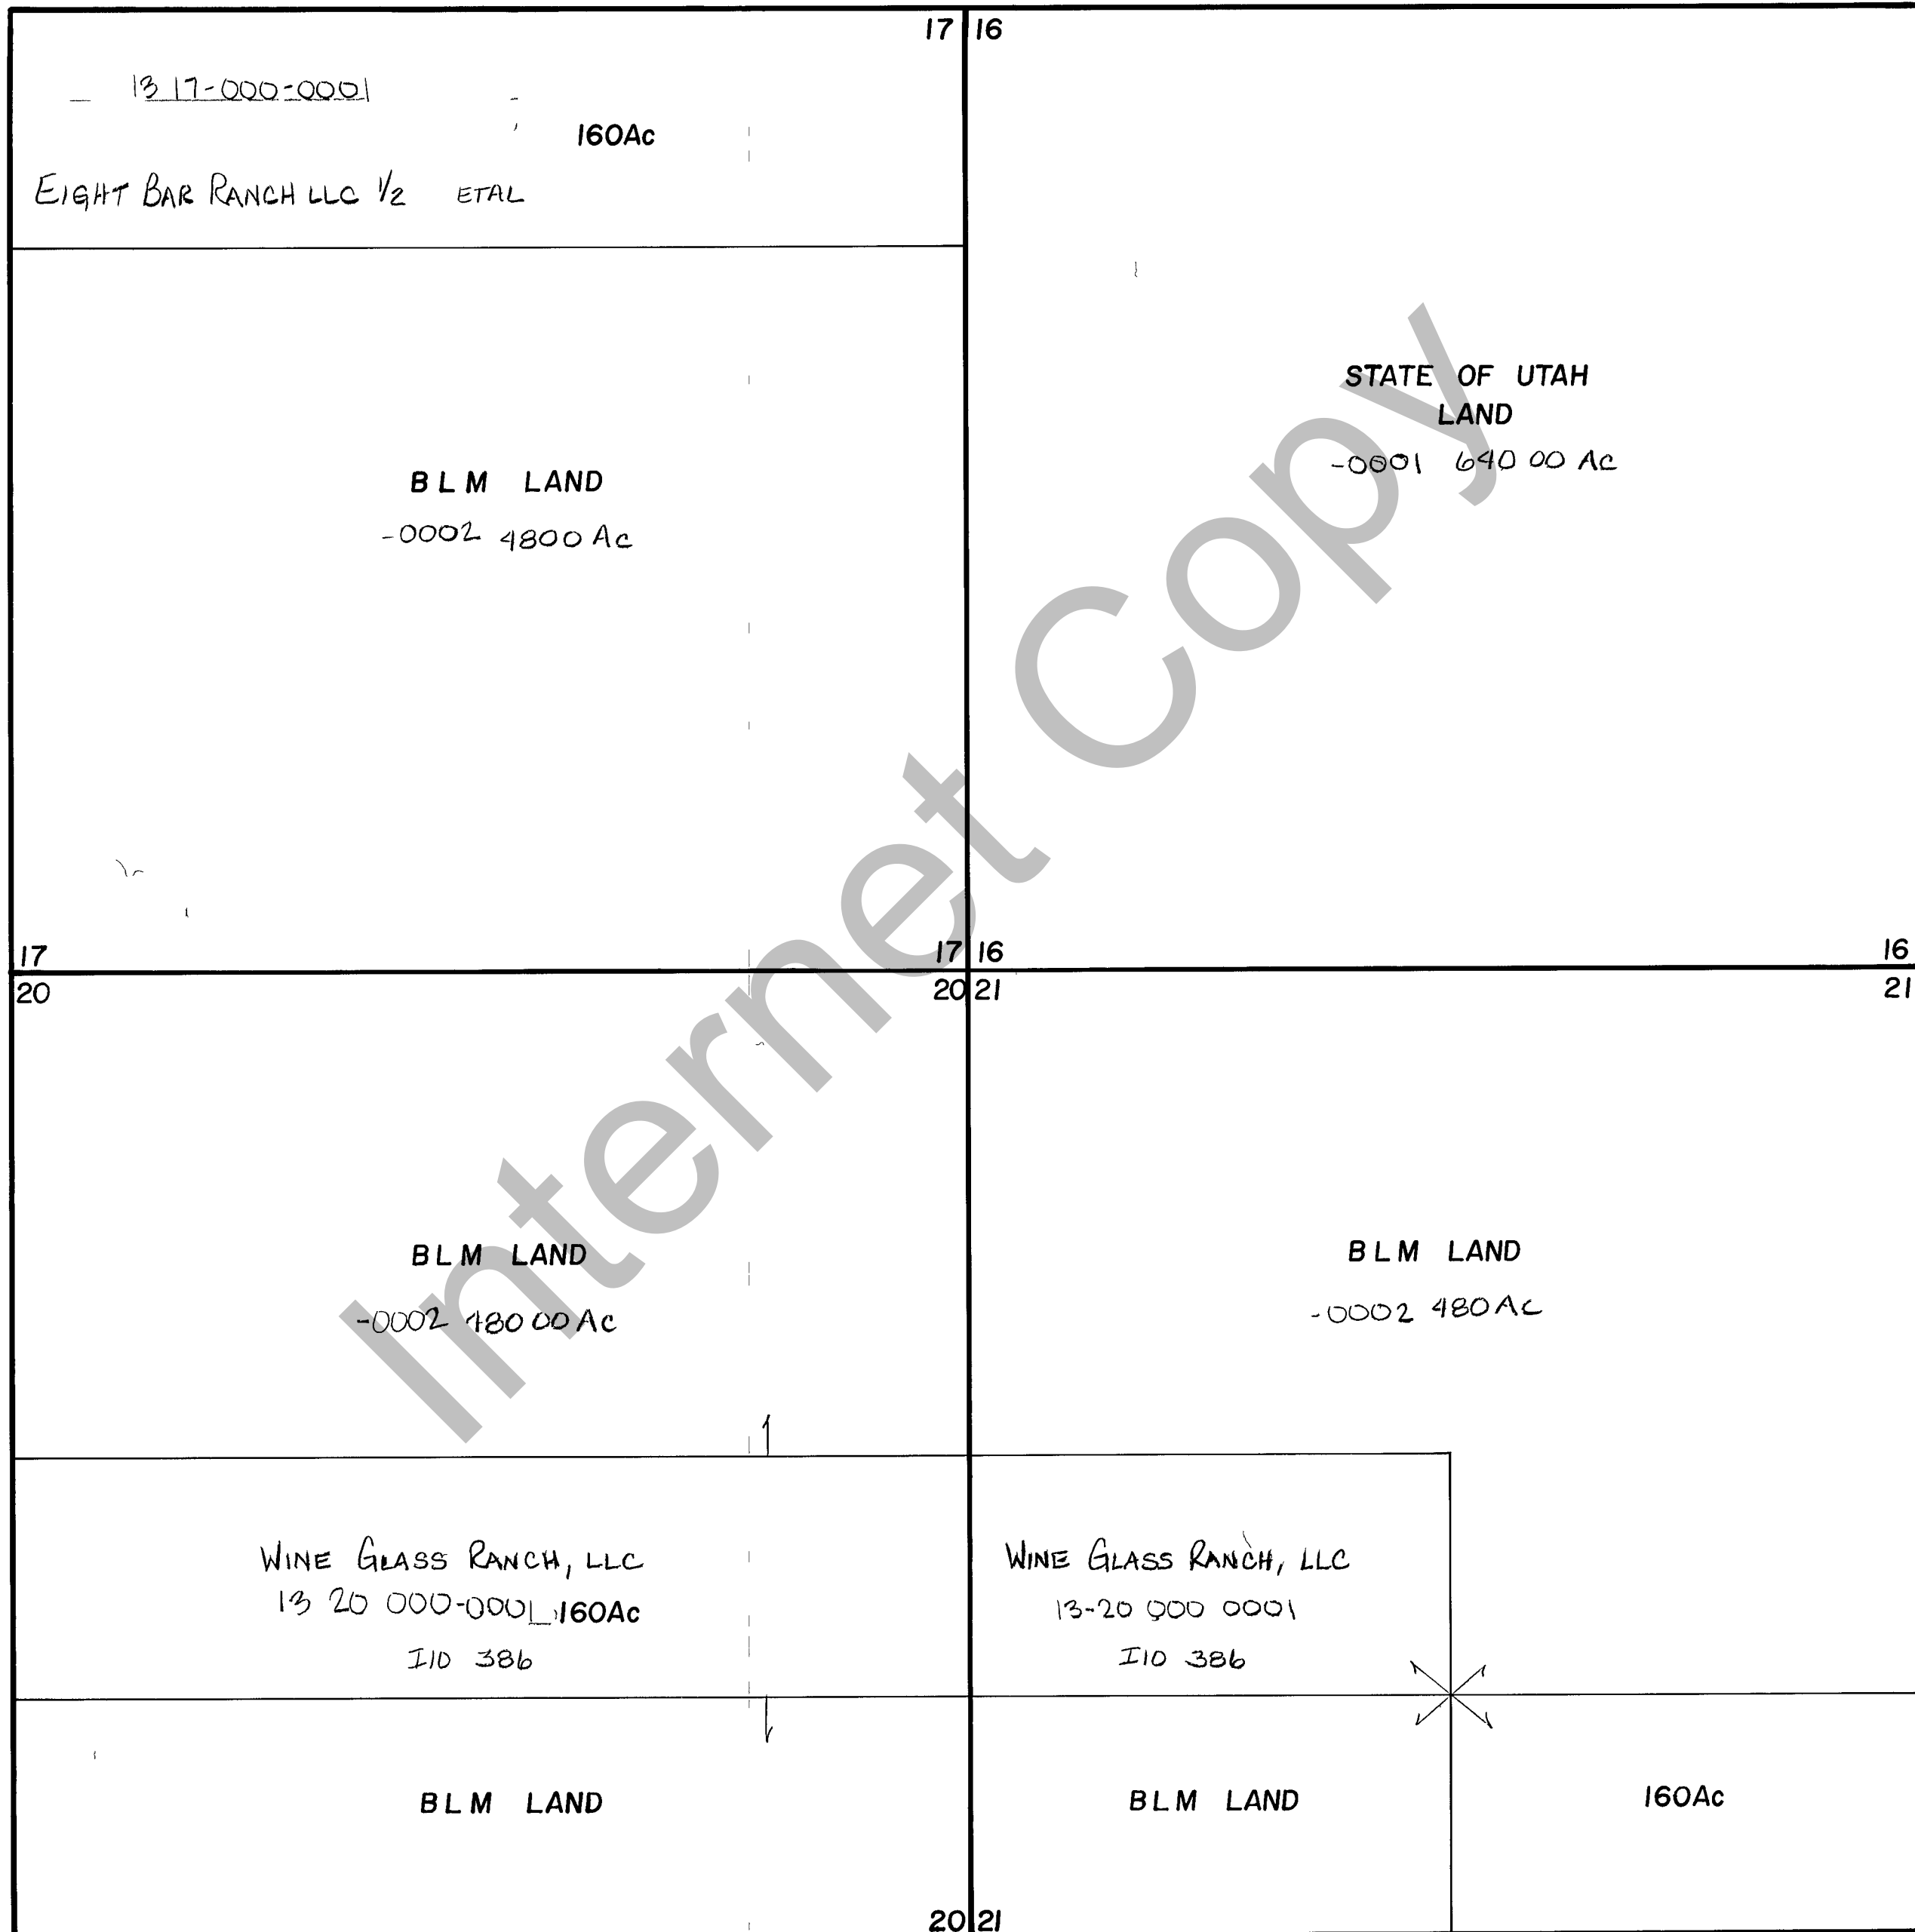 17 16
13 17-000-0001
160Ac
EIGHT BAR RANCH LLC 1/2 ETAL
STATE OF UTAH
LAND
-0001 640 00 Ac
BLM LAND
-0002 4800 Ac
17
17 16
16
20
20 21
21
Internet Copy
BLM LAND
-0002 480 00 Ac
BLM LAND
-0002 480 Ac
WINE GLASS RANCH, LLC
13 20 000-0001 160Ac
I10 386
WINE GLASS RANCH, LLC
13-20 000 0001
I10 386
BLM LAND
BLM LAND
160Ac
20 21